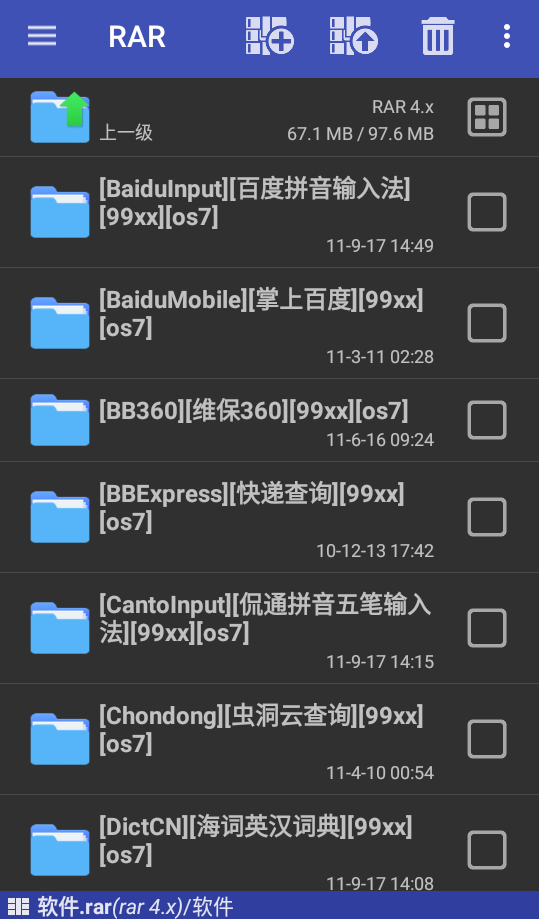 RAR
上一级
RAR 4.x
67.1 MB / 97.6 MB
[BaiduInput][百度拼音输入法]
[99xx][os7]
11-9-17 14:49
[BaiduMobile][掌上百度][99xx]
[os7]
11-3-11 02:28
[BB360][维保360][99xx][os7]
11-6-16 09:24
[BBExpress][快递查询][99xx]
[os7]
10-12-13 17:42
[CantoInput][侃通拼音五笔输入
法][99xx][os7]
11-9-17 14:15
[Chondong][虫洞云查询][99xx]
[os7]
11-4-10 00:54
[DictCN][海词英汉词典][99xx]
[os7]
11-9-17 14:08
软件.rar(rar 4.x)/软件